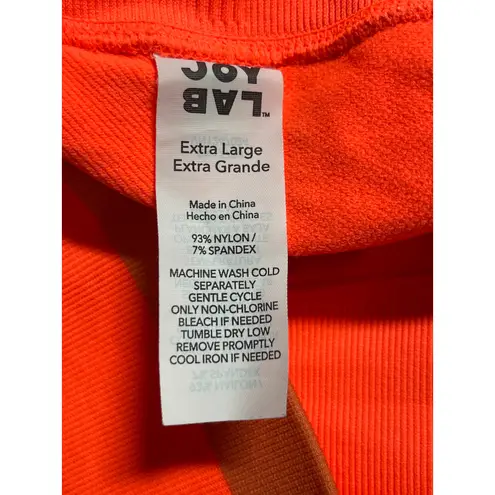 JOY
LAB™
Extra Large
Extra Grande
Made in China
Hecho en China
93% NYLON /
7% SPANDEX
MACHINE WASH COLD
SEPARATELY
GENTLE CYCLE
ONLY NON-CHLORINE
BLEACH IF NEEDED
TUMBLE DRY LOW
REMOVE PROMPTLY
COOL IRON IF NEEDED